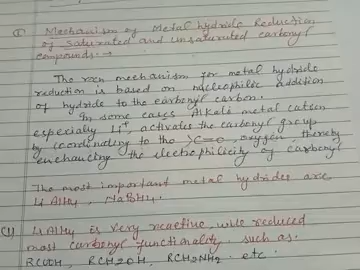 ① Mechanism of Metal hydride Reduction
of saturated and unsaturated carbonyl
compounds :→
The main mechanism for metal hydride
reduction is based on nucleophilic addition
of hydride to the carbonyl carbon.
In some cases Alkali metal cation
especially Li⁺, activates the carbonyl group
by coordinating to the >C=O oxygen thereby
enchancing the electrophilicity of carbonyl
The most important metal hydrides are
LiAlH4, NaBH4.
(1) LiAlH4 is very reactive, will reduced
most carbonyl functionality such as
RCOOH, RCH2OH, RCH2NH2 etc.